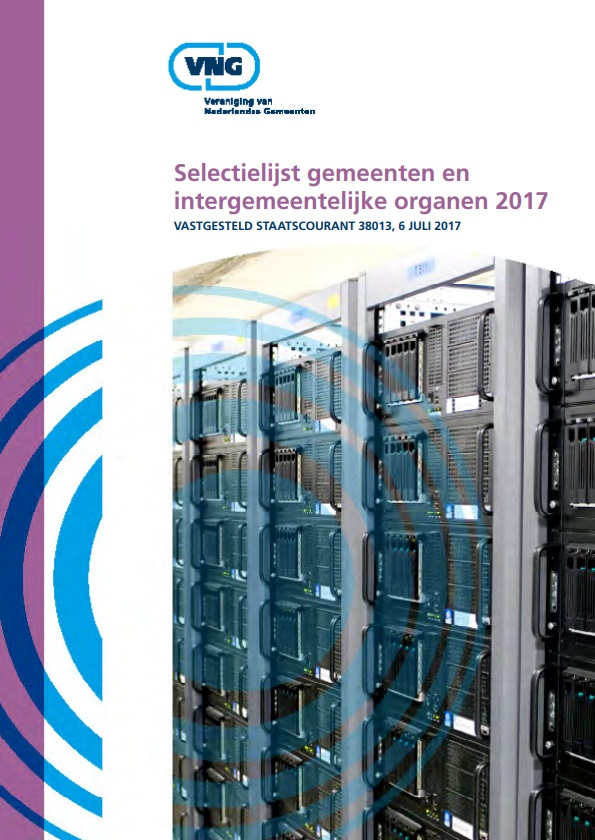 VNG
Vereniging van
Nederlandse Gemeenten
Selectielijst gemeenten en
intergemeentelijke organen 2017
VASTGESTELD STAATSCOURANT 38013, 6 JULI 2017